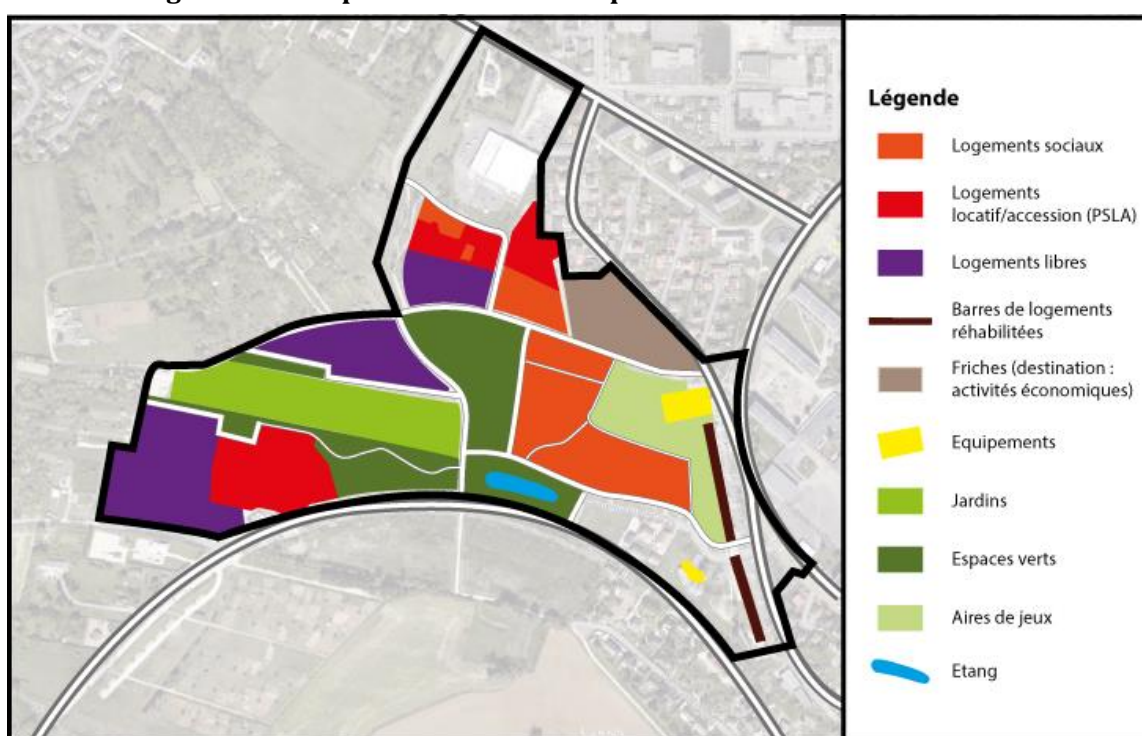 Légende
Logements sociaux
Logements
locatif/accession (PSLA)
Logements libres
Barres de logements
réhabilitées
Friches (destination :
activités économiques)
Equipements
Jardins
Espaces verts
Aires de jeux
Etang